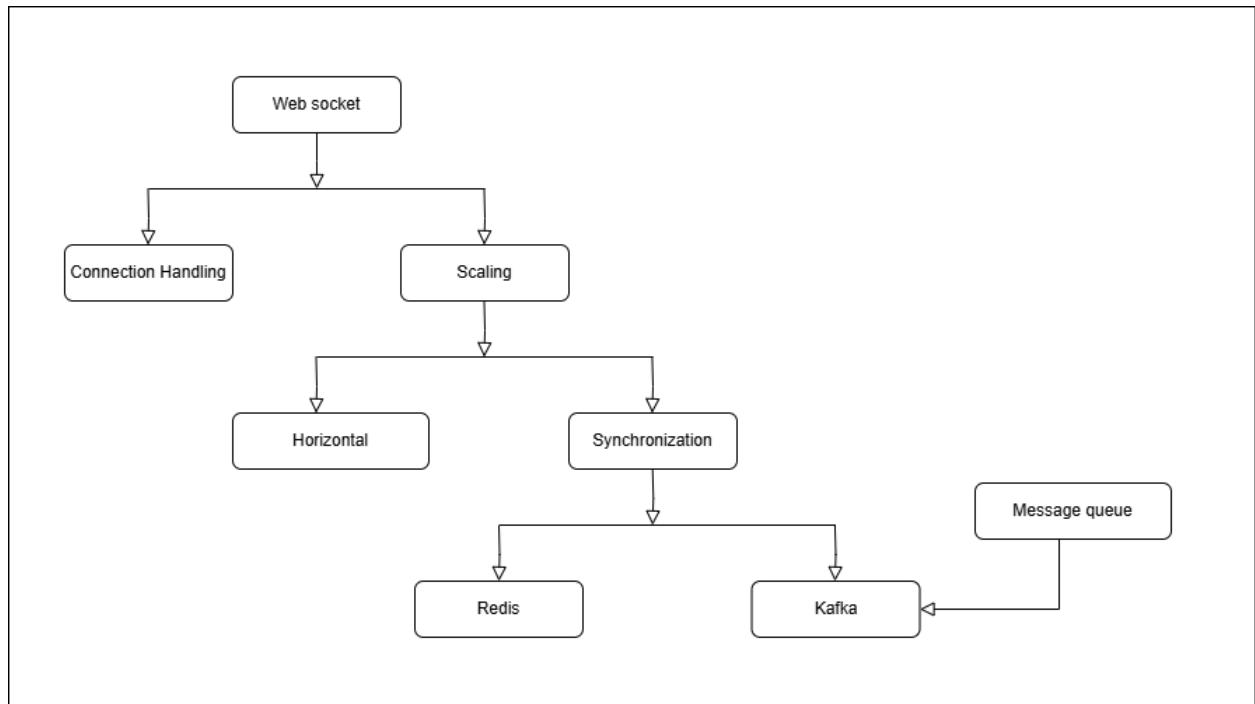 Web socket
Connection Handling
Scaling
Horizontal
Synchronization
Message queue
Redis
Kafka